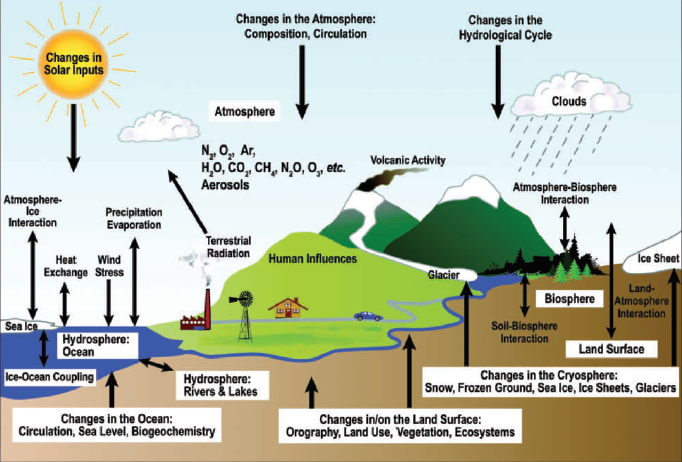 Changes in the Atmosphere:
Composition, Circulation
Changes in the
Hydrological Cycle
Changes in
Solar Inputs
Clouds
Atmosphere
N2, O2, Ar,
H2O, CO2, CH4, N2O, O3, etc.
Aerosols
Volcanic Activity
Atmosphere-Biosphere
Interaction
Atmosphere-
Ice
Interaction
Precipitation
Evaporation
Terrestrial
Radiation
Heat
Exchange
Wind
Stress
Human Influences
Glacier
Ice Sheet
Land-
Atmosphere
Interaction
Biosphere
Soil-Biosphere
Interaction
Land Surface
Sea Ice
Hydrosphere:
Ocean
Ice-Ocean Coupling
Hydrosphere:
Rivers & Lakes
Changes in the Cryosphere:
Snow, Frozen Ground, Sea Ice, Ice Sheets, Glaciers
Changes in the Ocean:
Circulation, Sea Level, Biogeochemistry
Changes in/on the Land Surface:
Orography, Land Use, Vegetation, Ecosystems